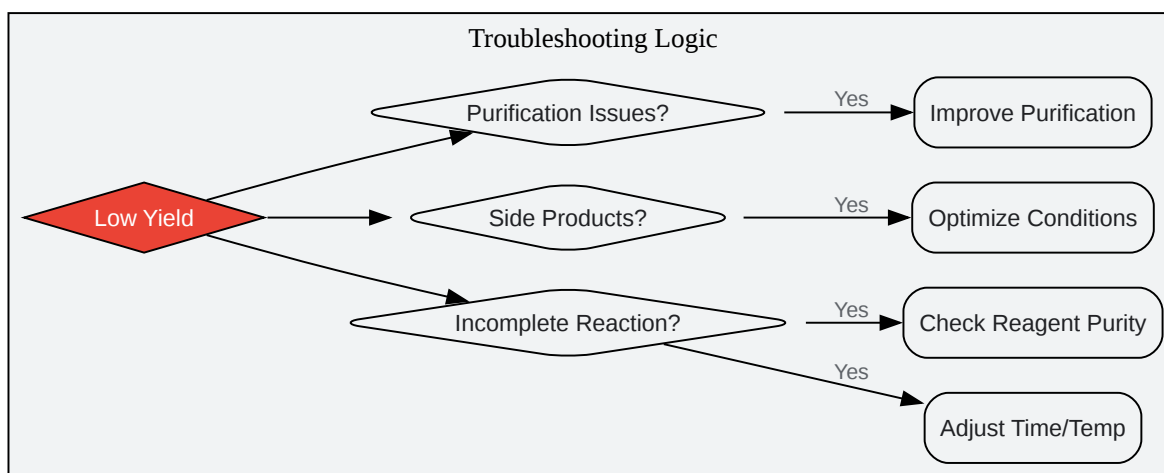 Troubleshooting Logic
Purification Issues?
Yes
Improve Purification
Low Yield
Side Products?
Yes
Optimize Conditions
Incomplete Reaction?
Yes
Check Reagent Purity
Yes
Adjust Time/Temp